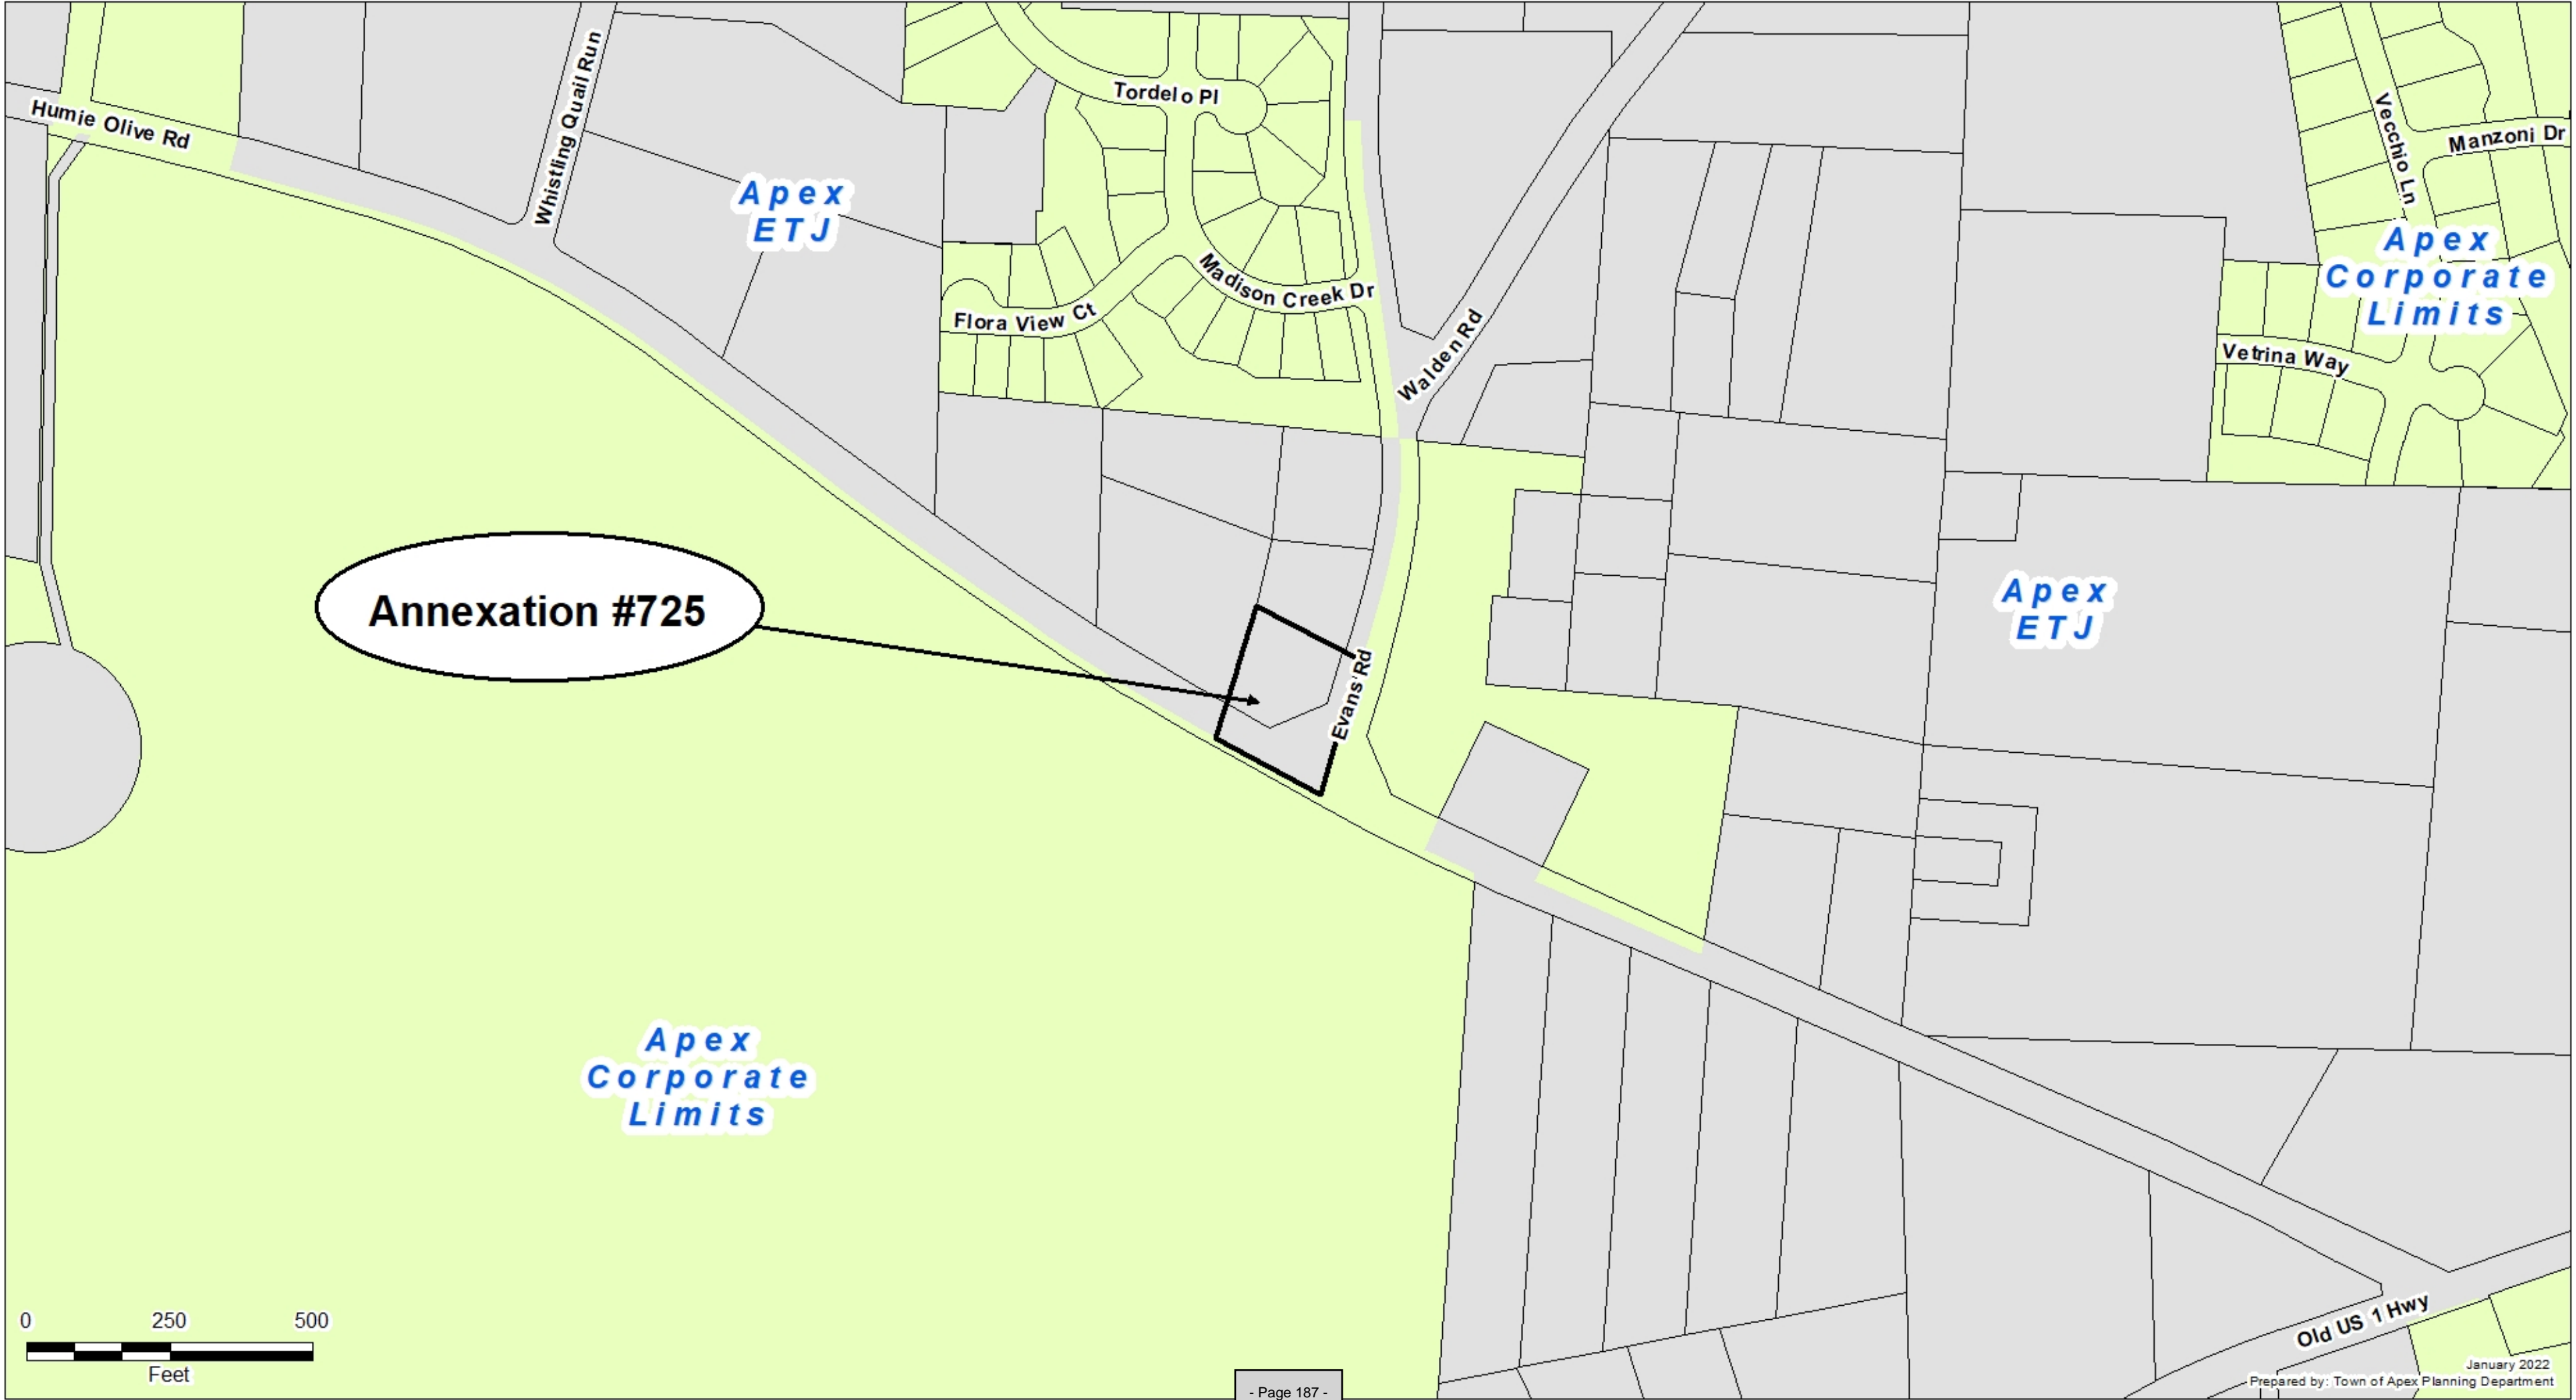 Humie Olive Rd
Whistling Quail Run
Tordelo Pl
Vecchio Ln
Manzoni Dr
Apex
ETJ
Apex
Corporate
Limits
Madison Creek Dr
Flora View Ct
Walden Rd
Vetrina Way
Annexation #725
Apex
ETJ
Evans Rd
Apex
Corporate
Limits
Old US 1 Hwy
0 250 500
Feet
January 2022
Prepared by: Town of Apex Planning Department
- Page 187 -